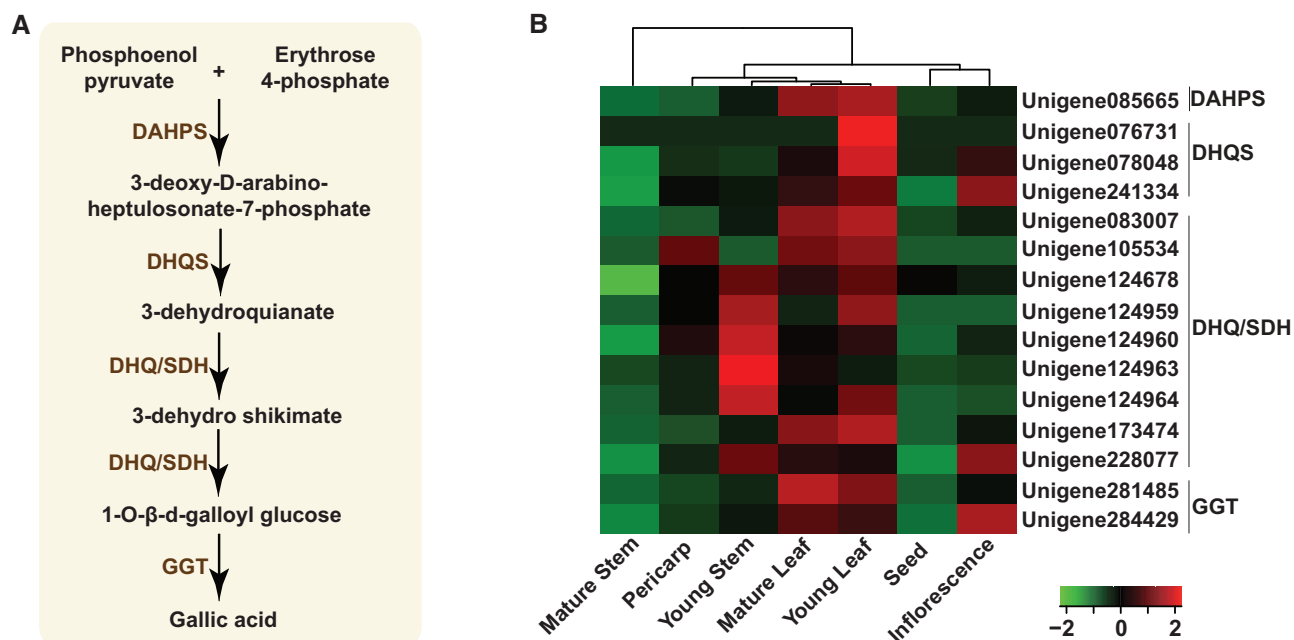 A
Phosphoenol
pyruvate
+
Erythrose
4-phosphate
DAHPS
3-deoxy-D-arabino-
heptulosonate-7-phosphate
DHQS
3-dehydroquianate
DHQ/SDH
3-dehydro shikimate
DHQ/SDH
1-O-β-d-galloyl glucose
GGT
Gallic acid
B
Unigene085665
Unigene076731
Unigene078048
Unigene241334
Unigene083007
Unigene105534
Unigene124678
Unigene124959
Unigene124960
Unigene124963
Unigene124964
Unigene173474
Unigene228077
Unigene281485
Unigene284429
DAHPS
DHQS
DHQ/SDH
GGT
Mature Stem
Pericarp
Young Stem
Mature Leaf
Young Leaf
Seed
Inflorescence
−2 0 2